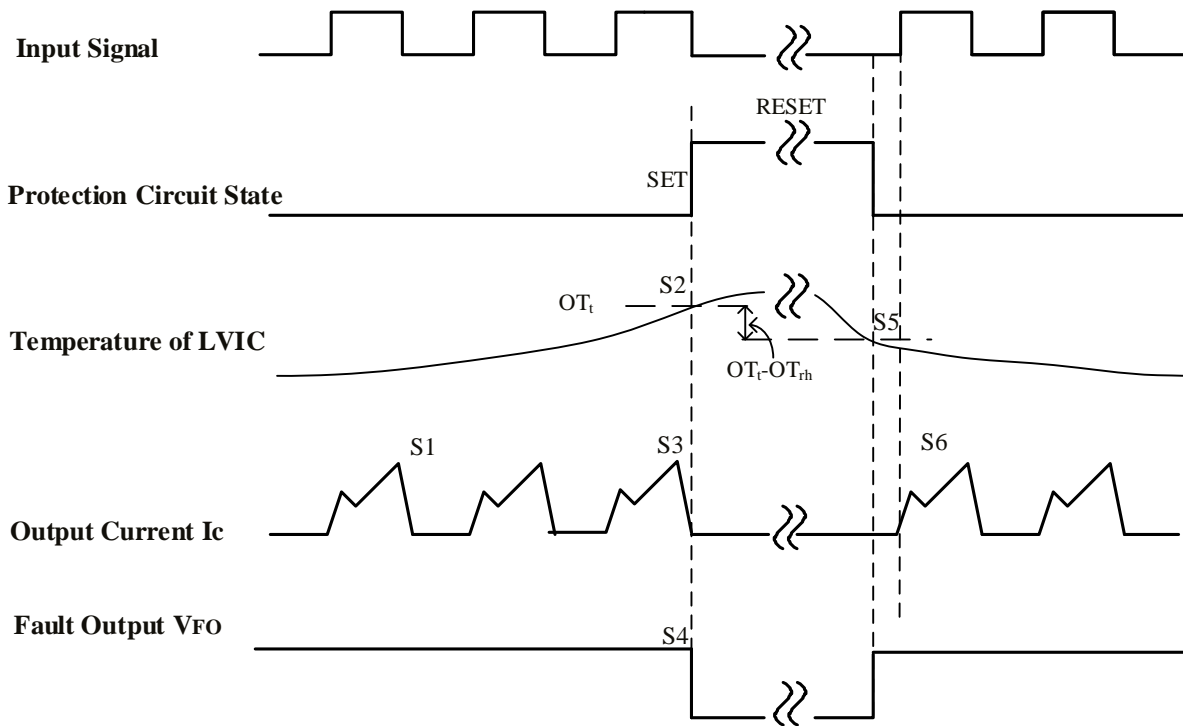 Input Signal
RESET
SET
Protection Circuit State
S2
OTt
S5
Temperature of LVIC
OTt-OTrh
S1
S3
S6
Output Current Ic
Fault Output VFO
S4